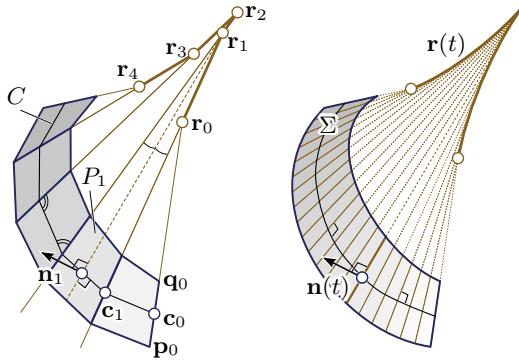 r₂
r₁
r₃
r₄
r₀
C
P₁
n₁
q₀
c₁
c₀
p₀
r(t)
Σ
n(t)